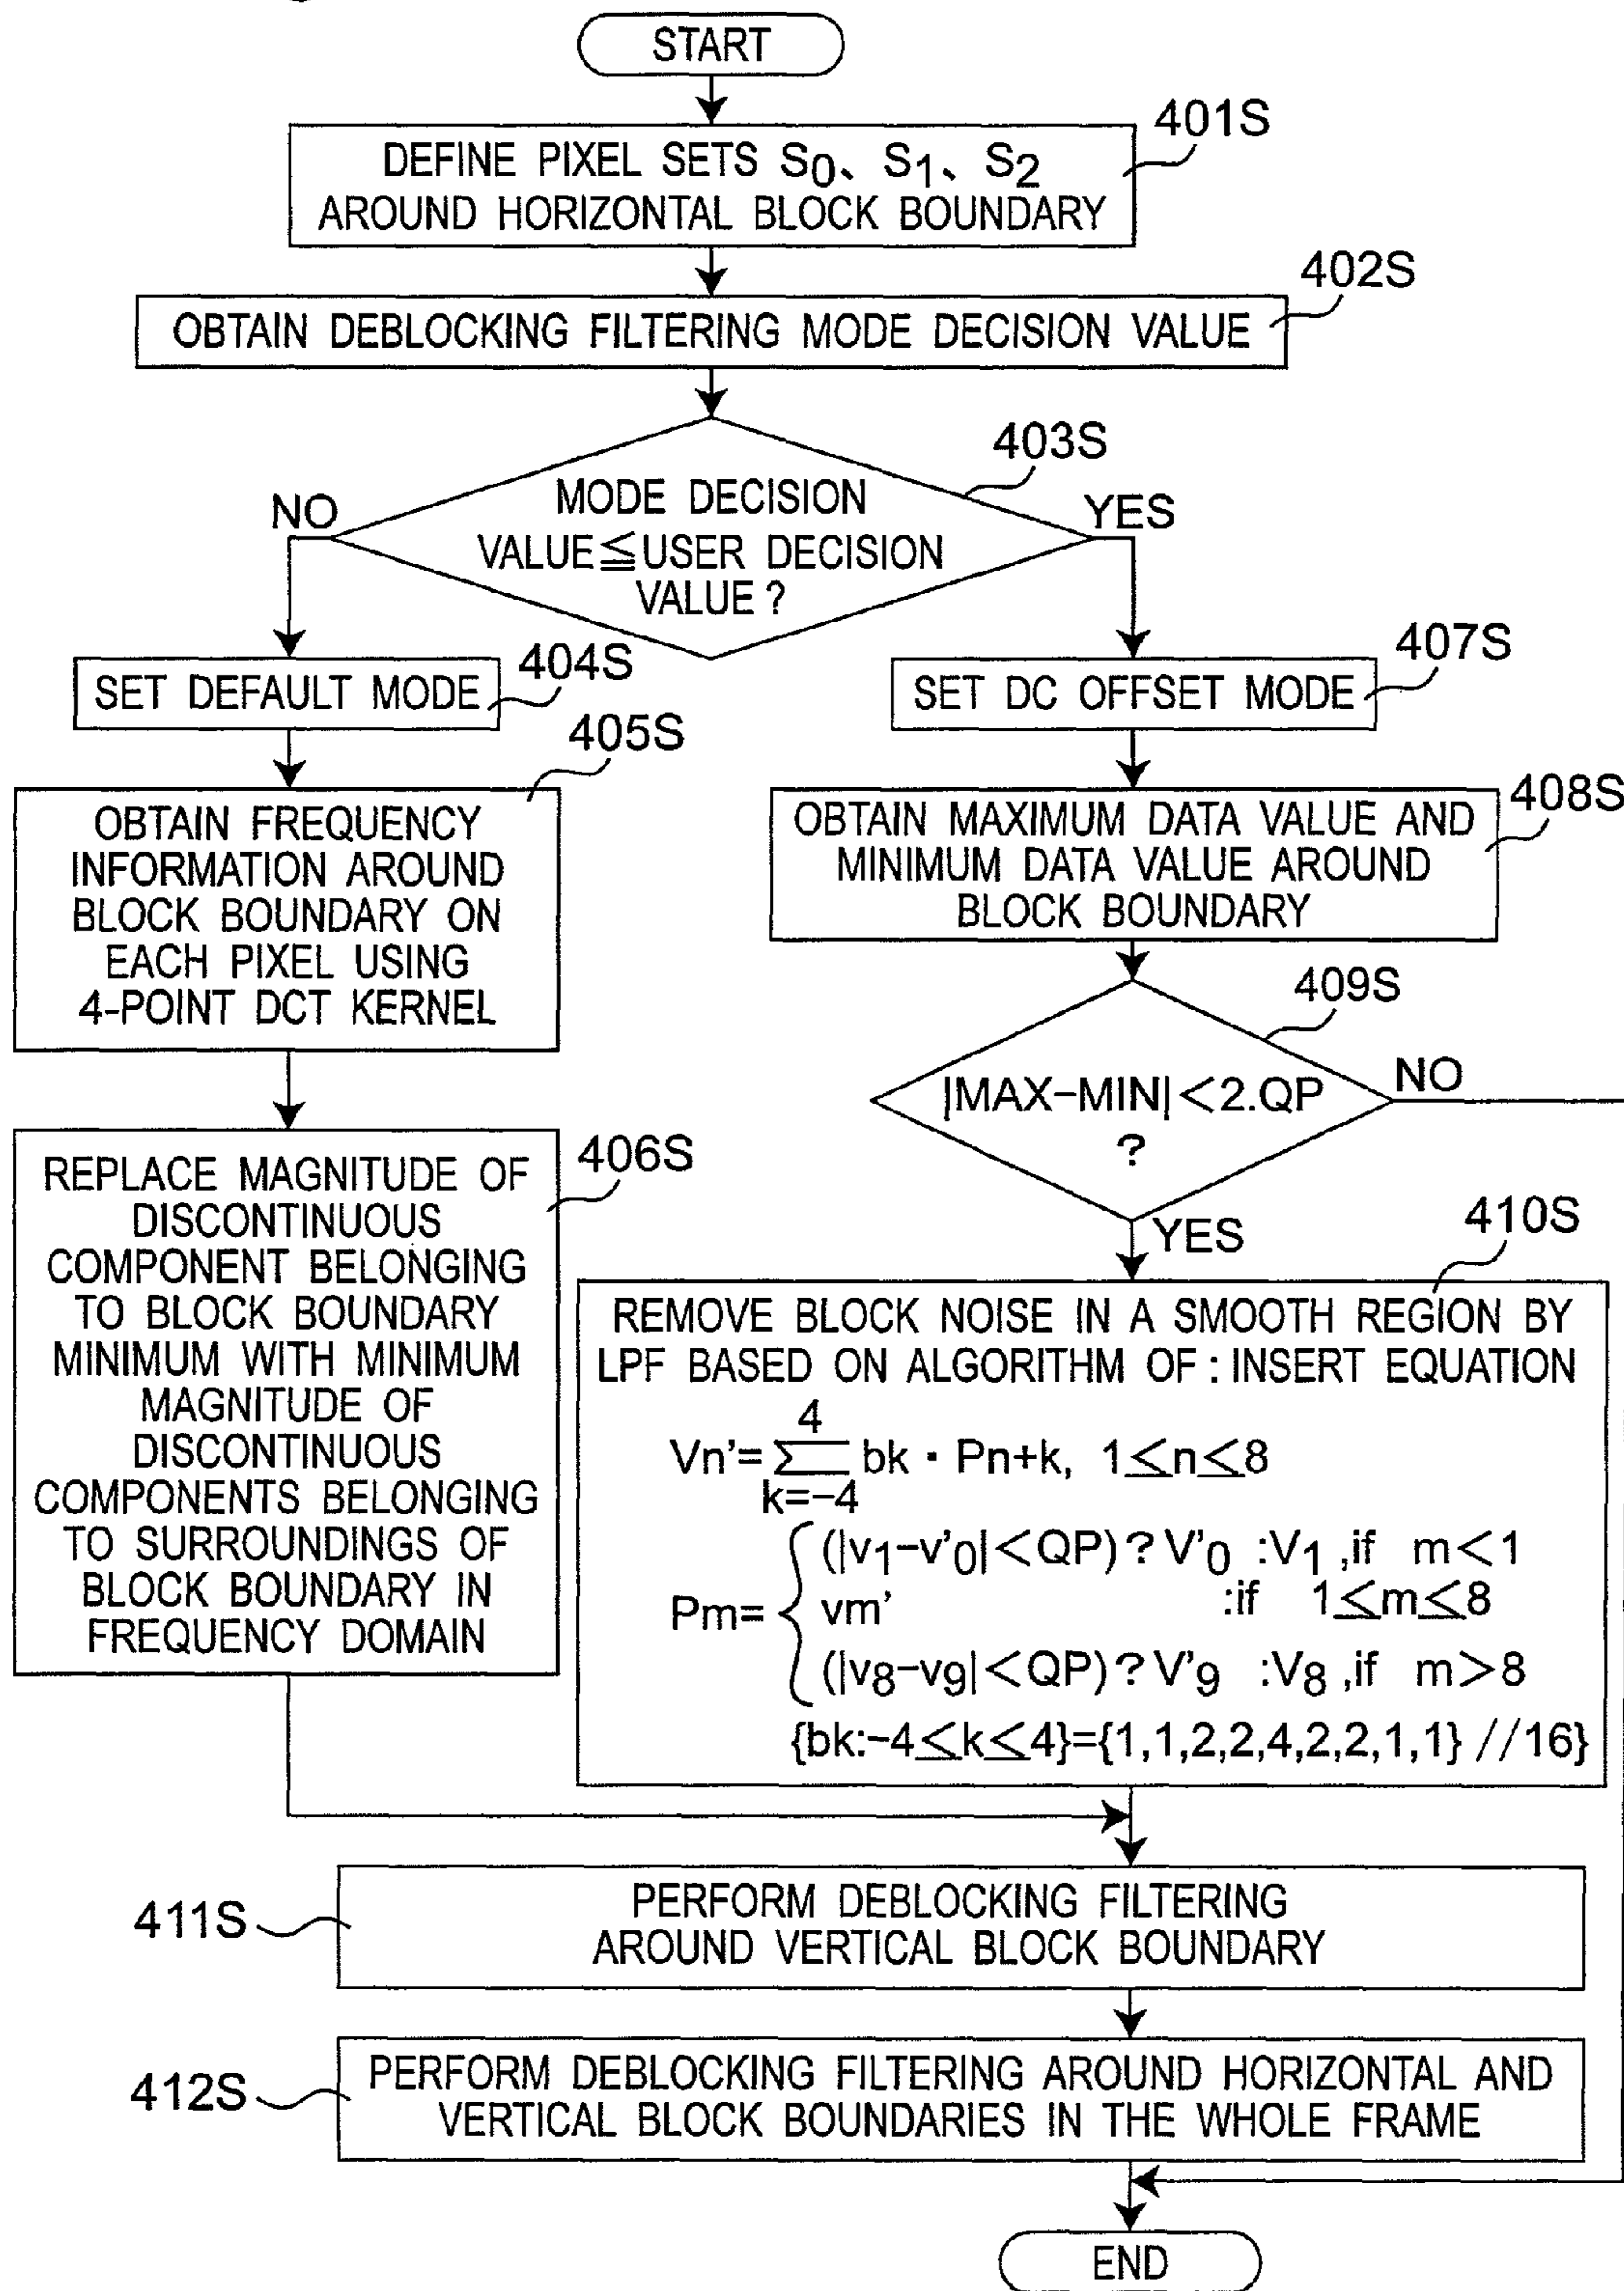 START
401S
DEFINE PIXEL SETS S0、S1、S2
AROUND HORIZONTAL BLOCK BOUNDARY
402S
OBTAIN DEBLOCKING FILTERING MODE DECISION VALUE
403S
MODE DECISION
VALUE≦USER DECISION
VALUE?
NO
YES
404S
SET DEFAULT MODE
407S
SET DC OFFSET MODE
405S
OBTAIN FREQUENCY
INFORMATION AROUND
BLOCK BOUNDARY ON
EACH PIXEL USING
4-POINT DCT KERNEL
408S
OBTAIN MAXIMUM DATA VALUE AND
MINIMUM DATA VALUE AROUND
BLOCK BOUNDARY
409S
|MAX-MIN|<2.QP
?
NO
YES
406S
REPLACE MAGNITUDE OF
DISCONTINUOUS
COMPONENT BELONGING
TO BLOCK BOUNDARY
MINIMUM WITH MINIMUM
MAGNITUDE OF
DISCONTINUOUS
COMPONENTS BELONGING
TO SURROUNDINGS OF
BLOCK BOUNDARY IN
FREQUENCY DOMAIN
410S
REMOVE BLOCK NOISE IN A SMOOTH REGION BY
LPF BASED ON ALGORITHM OF : INSERT EQUATION
4
Vn'=∑ bk · Pn+k, 1≤n≤8
k=-4
(|v1-v'0|<QP)?V'0 :V1 ,if m<1
Pm={ vm' :if 1≤m≤8
(|v8-v9|<QP)?V'9 :V8 ,if m>8
{bk:-4≤k≤4}={1,1,2,2,4,2,2,1,1} //16}
411S
PERFORM DEBLOCKING FILTERING
AROUND VERTICAL BLOCK BOUNDARY
412S
PERFORM DEBLOCKING FILTERING AROUND HORIZONTAL AND
VERTICAL BLOCK BOUNDARIES IN THE WHOLE FRAME
END